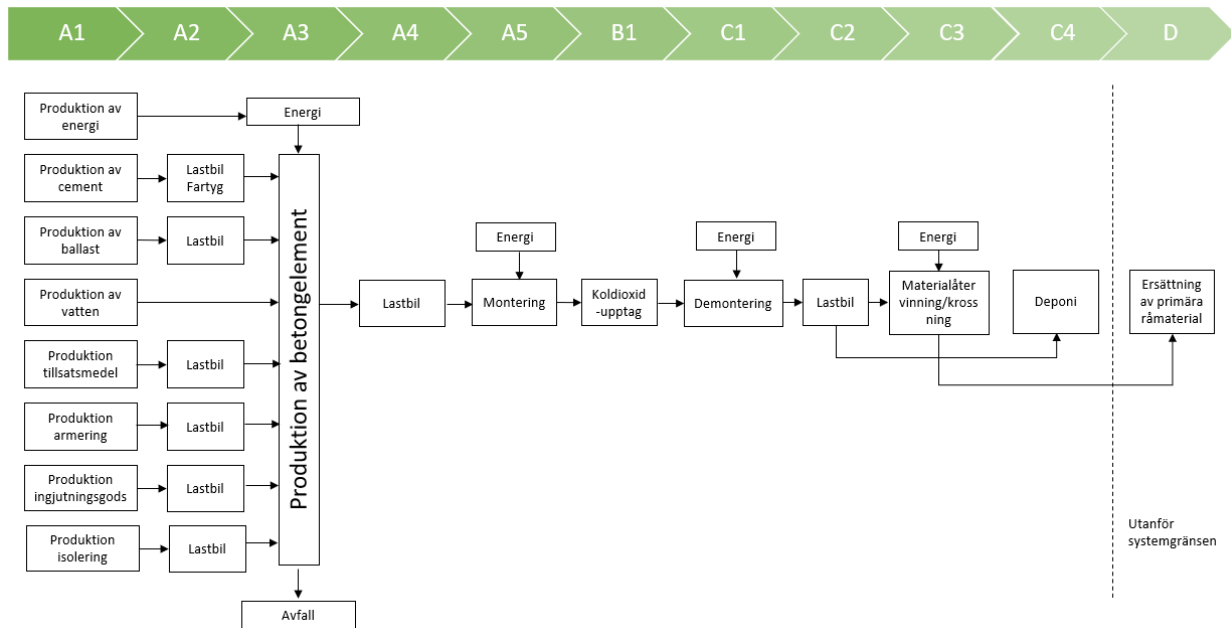 A1
A2
A3
A4
A5
B1
C1
C2
C3
C4
D
Produktion av
energi
Energi
Produktion av
cement
Lastbil
Fartyg
Produktion av
ballast
Lastbil
Produktion av
vatten
Produktion
tillsatsmedel
Lastbil
Produktion
armering
Lastbil
Produktion
ingjutningsgods
Lastbil
Produktion
isolering
Lastbil
Produktion av betongelement
Avfall
Lastbil
Energi
Montering
Koldioxid
-upptag
Energi
Demontering
Lastbil
Energi
Materialåter
vinning/kross
ning
Deponi
Ersättning
av primära
råmaterial
Utanför
systemgränsen